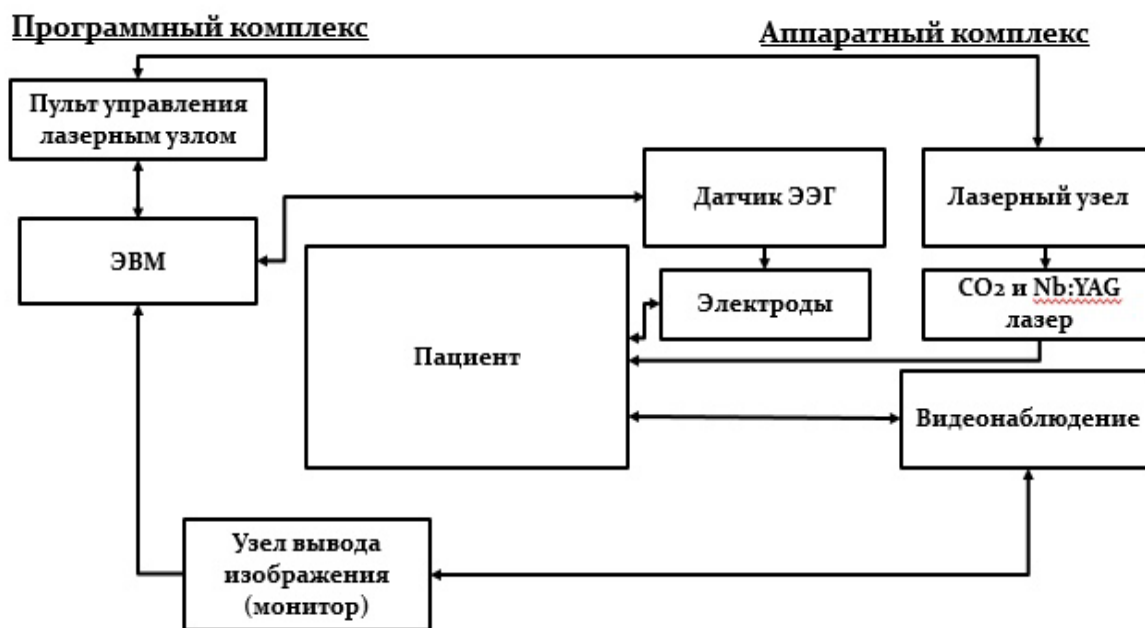 Программный комплекс
Аппаратный комплекс
Пульт управления
лазерным узлом
Датчик ЭЭГ
Лазерный узел
ЭВМ
Электроды
CO2 и Nb:YAG
лазер
Пациент
Видеонаблюдение
Узел вывода
изображения
(монитор)